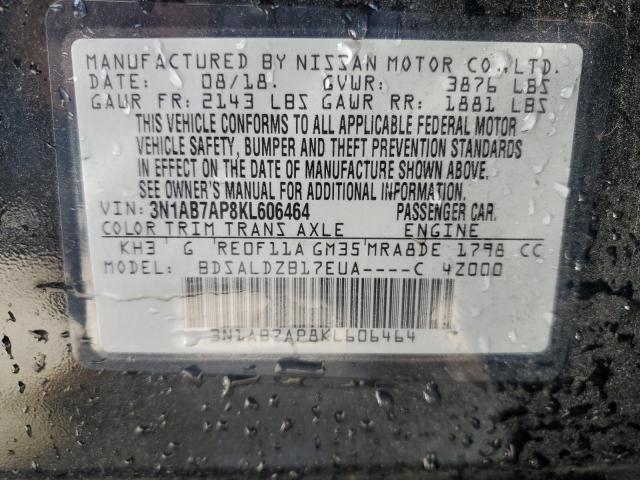 MANUFACTURED BY NISSAN MOTOR CO.,LTD.
DATE: 08/18. GVWR: 3876 LBS
GAWR FR: 2143 LBS GAWR RR: 1881 LBS
THIS VEHICLE CONFORMS TO ALL APPLICABLE FEDERAL MOTOR
VEHICLE SAFETY, BUMPER AND THEFT PREVENTION STANDARDS
IN EFFECT ON THE DATE OF MANUFACTURE SHOWN ABOVE.
SEE OWNER'S MANUAL FOR ADDITIONAL INFORMATION.
VIN: 3N1AB7AP8KL606464 PASSENGER CAR.
COLOR TRIM TRANS AXLE ENGINE
KH3 G RE0F11A GM35 MRA8DE 1798 CC
MODEL: BDSALDZB17EUA----C 4Z000
3N1AB7AP8KL606464